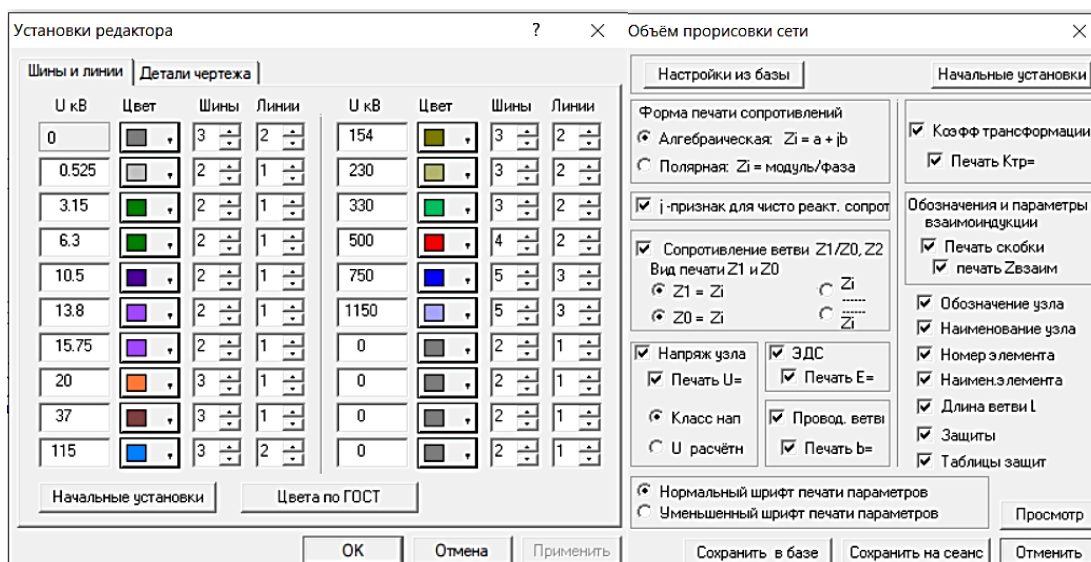 Установки редактора ?
Шины и линии Детали чертежа
U кВ Цвет Шины Линии U кВ Цвет Шины Линии
0 3 2 154 3 2
0.525 2 1 230 3 2
3.15 2 1 330 3 2
6.3 2 1 500 4 2
10.5 2 1 750 5 3
13.8 2 1 1150 5 3
15.75 2 1 0 2 1
20 3 1 0 2 1
37 3 1 0 2 1
115 3 2 0 2 1
Начальные установки Цвета по ГОСТ
OK Отмена Применить
Объём прорисовки сети
Настройки из базы Начальные установки
Форма печати сопротивлений
Алгебраическая: Zi = a + jb
Полярная: Zi = модуль/фаза
j -признак для чисто реакт. сопрот
Сопротивление ветви Z1/Z0, Z2
Вид печати Z1 и Z0
Z1 = Zi
Z0 = Zi
Zi
------
Zi
Напряж узла
Печать U=
Класс нап
U расчётн
ЭДС
Печать E=
Провод. ветви
Печать b=
Коэфф трансформации
Печать Kтр=
Обозначения и параметры
взаимоиндукции
Печать скобки
печать Zвзаим
Обозначение узла
Наименование узла
Номер элемента
Наимен.элемента
Длина ветви L
Защиты
Таблицы защит
Нормальный шрифт печати параметров
Уменьшенный шрифт печати параметров
Просмотр
Сохранить в базе Сохранить на сеанс Отменить